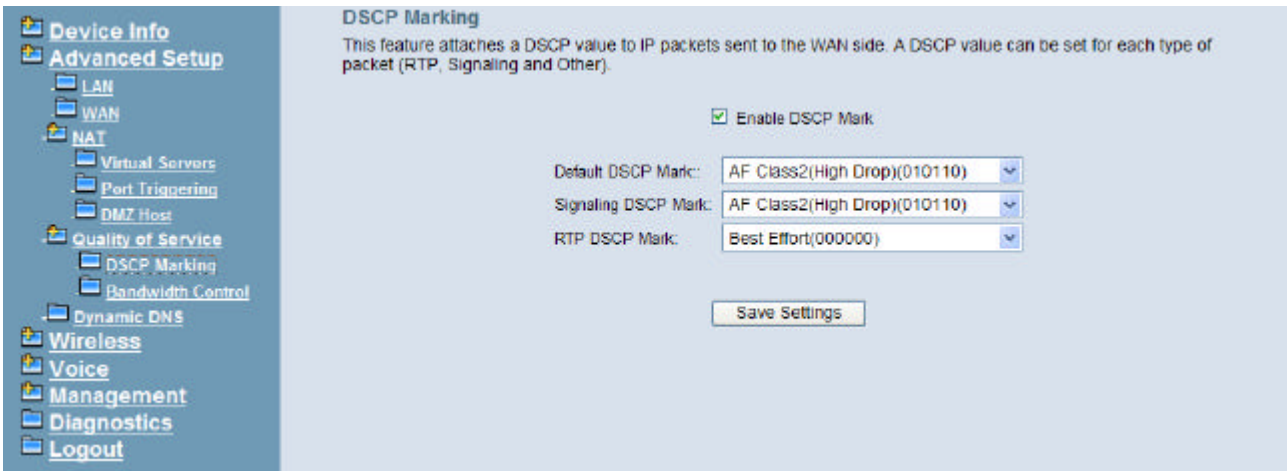 Device Info
Advanced Setup
LAN
WAN
NAT
Virtual Servers
Port Triggering
DMZ Host
Quality of Service
DSCP Marking
Bandwidth Control
Dynamic DNS
Wireless
Voice
Management
Diagnostics
Logout
DSCP Marking
This feature attaches a DSCP value to IP packets sent to the WAN side. A DSCP value can be set for each type of
packet (RTP, Signaling and Other).
Enable DSCP Mark
Default DSCP Mark:: AF Class2(High Drop)(010110)
Signaling DSCP Mark: AF Class2(High Drop)(010110)
RTP DSCP Mark: Best Effort(000000)
Save Settings